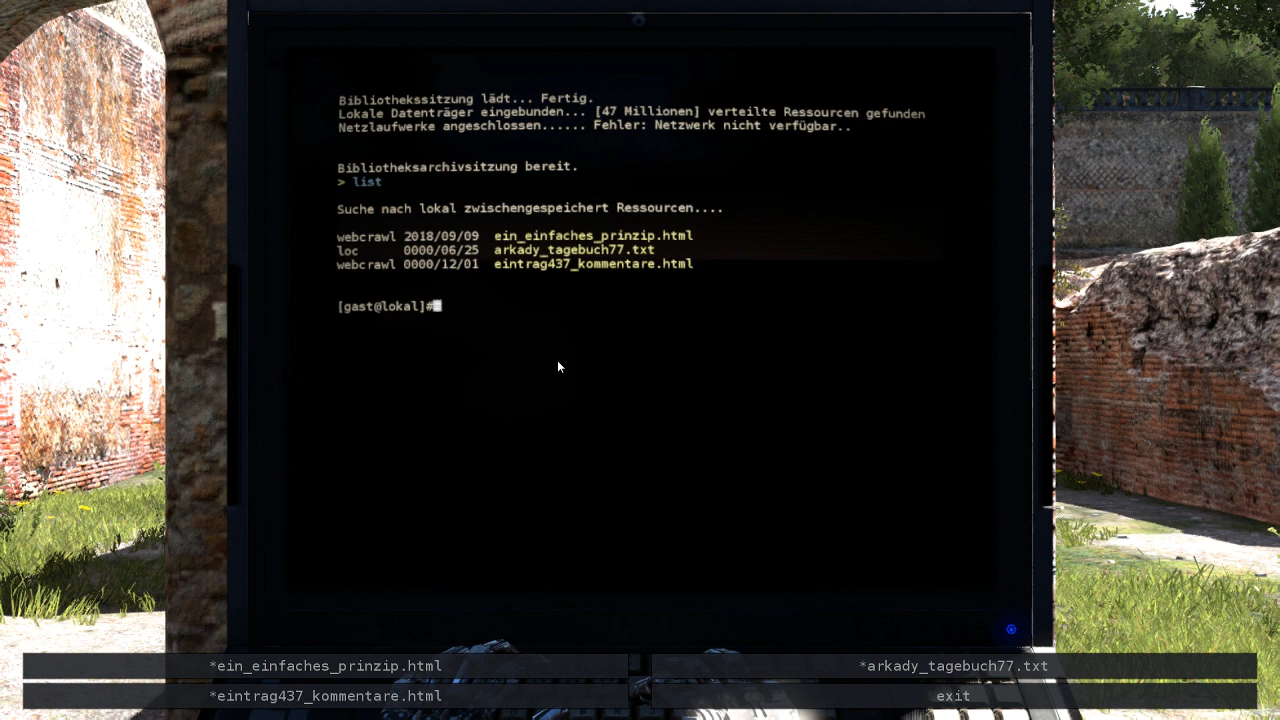 Bibliothekssitzung lädt... Fertig.
Lokale Datenträger eingebunden... [47 Millionen] verteilte Ressourcen gefunden
Netzlaufwerke angeschlossen...... Fehler: Netzwerk nicht verfügbar..
Bibliotheksarchivsitzung bereit.
> list
Suche nach lokal zwischengespeichert Ressourcen....
webcrawl 2018/09/09 ein_einfaches_prinzip.html
loc 0000/06/25 arkady_tagebuch77.txt
webcrawl 0000/12/01 eintrag437_kommentare.html
[gast@lokal]#
*ein_einfaches_prinzip.html *arkady_tagebuch77.txt
*eintrag437_kommentare.html exit